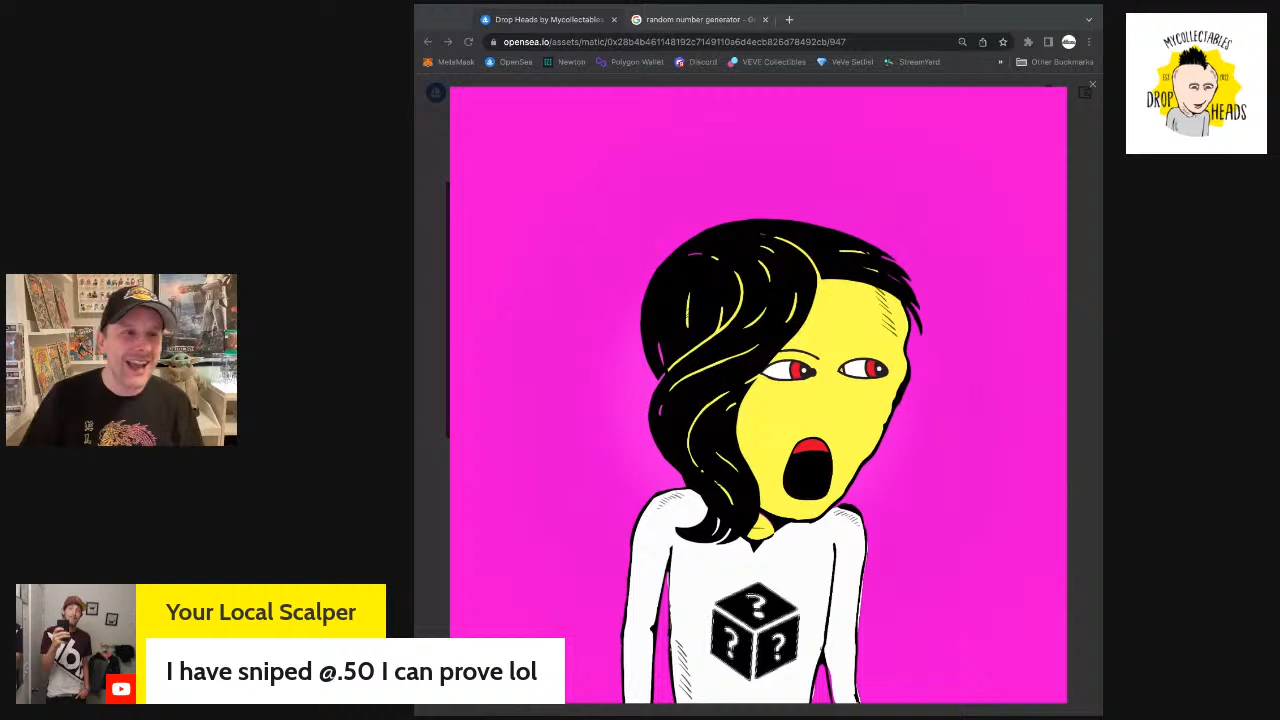 Drop Heads by Mycollectables
random number generator - G
opensea.io/assets/matic/0x28b4b461148192c7149110a6d4ecb826d78492cb/947
MetaMask OpenSea Newton Polygon Wallet Discord VEVE Collectibles VeVe Setlist StreamYard » Other Bookmarks
MYCOLLECTABLES
EST
DROP HEADS
? ? ?
Your Local Scalper
I have sniped @.50 I can prove lol